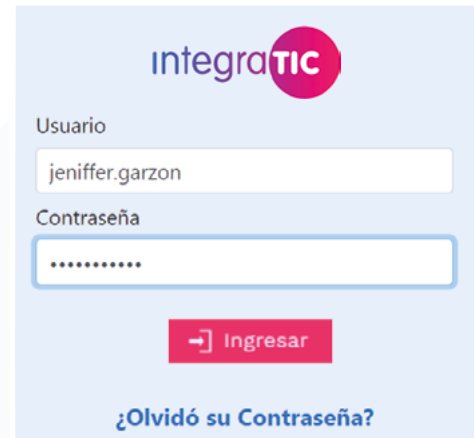 integraTIC
Usuario
jeniffer.garzon
Contraseña
•••••••••••
Ingresar
¿Olvidó su Contraseña?